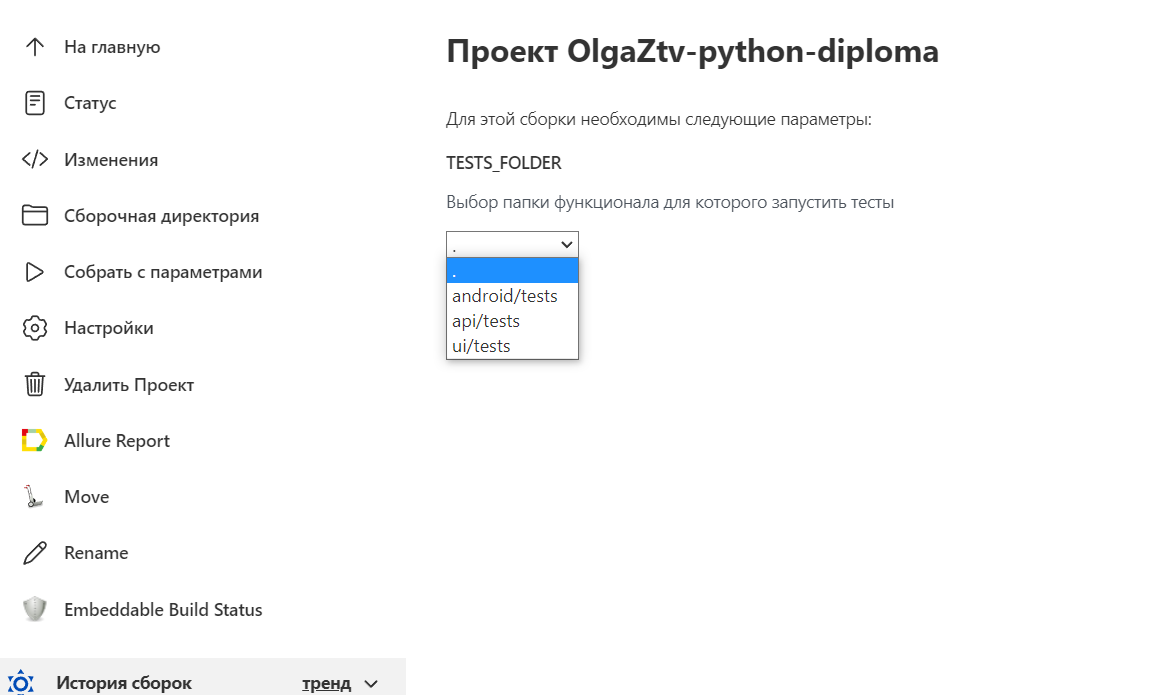 На главную
Статус
Изменения
Сборочная директория
Собрать с параметрами
Настройки
Удалить Проект
Allure Report
Move
Rename
Embeddable Build Status
История сборок
тренд
Проект OlgaZtv-python-diploma
Для этой сборки необходимы следующие параметры:
TESTS_FOLDER
Выбор папки функционала для которого запустить тесты
.
.
android/tests
api/tests
ui/tests